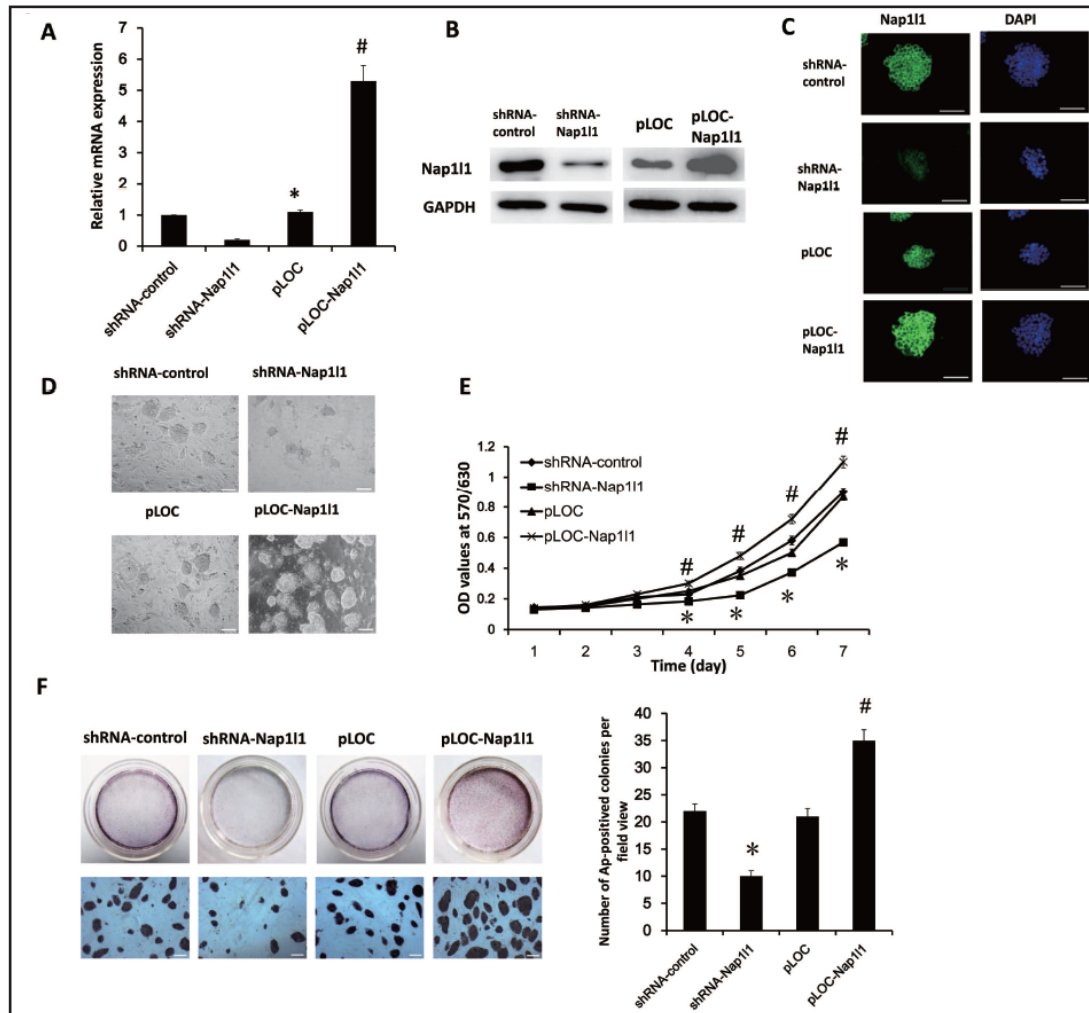 A
Relative mRNA expression
7
6
5
4
3
2
1
0
#
*
shRNA-control
shRNA-Nap1l1
pLOC
pLOC-Nap1l1
B
shRNA-
control
shRNA-
Nap1l1
pLOC
pLOC-
Nap1l1
Nap1l1
GAPDH
C
Nap1l1
DAPI
shRNA-
control
shRNA-
Nap1l1
pLOC
pLOC-
Nap1l1
D
shRNA-control
shRNA-Nap1l1
pLOC
pLOC-Nap1l1
E
OD values at 570/630
1.2
1
0.8
0.6
0.4
0.2
0
shRNA-control
shRNA-Nap1l1
pLOC
pLOC-Nap1l1
# # # #
* * * *
1 2 3 4 5 6 7
Time (day)
F
shRNA-control
shRNA-Nap1l1
pLOC
pLOC-Nap1l1
Number of Ap-positived colonies per
field view
40
35
30
25
20
15
10
5
0
*
#
shRNA-control
shRNA-Nap1l1
pLOC
pLOC-Nap1l1